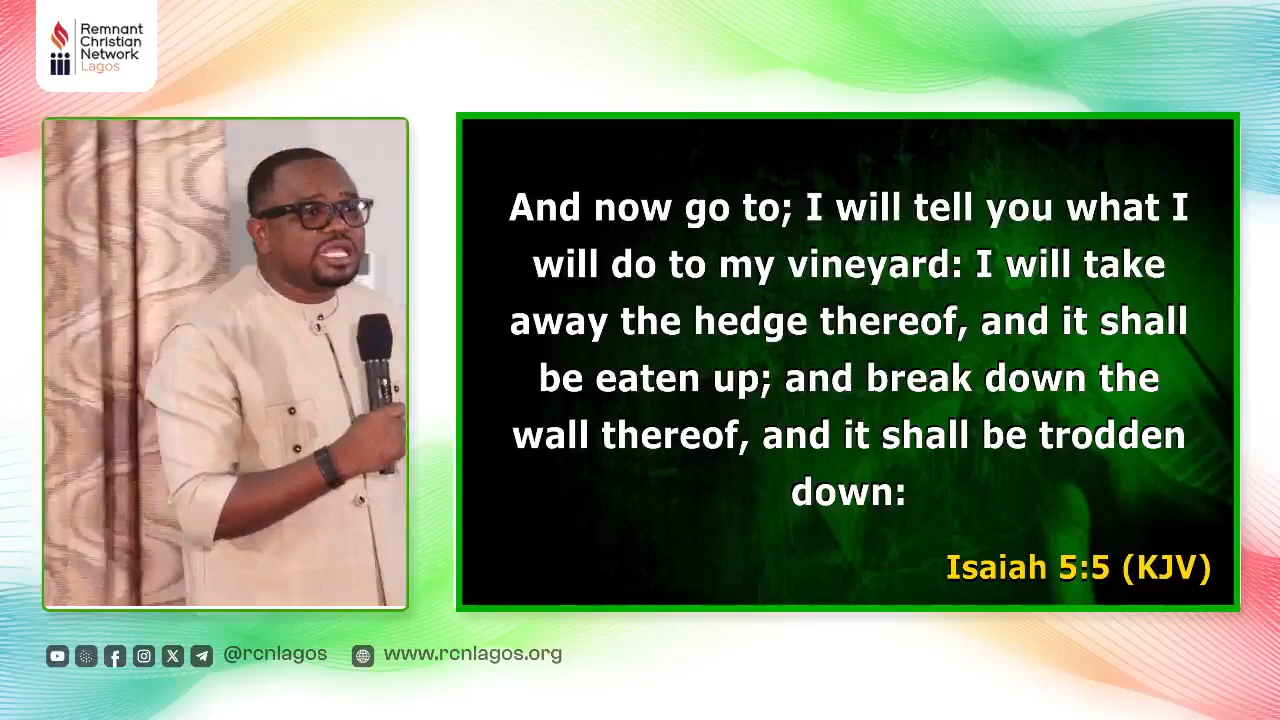 Remnant
Christian
Network
Lagos
And now go to; I will tell you what I
will do to my vineyard: I will take
away the hedge thereof, and it shall
be eaten up; and break down the
wall thereof, and it shall be trodden
down:
Isaiah 5:5 (KJV)
@rcnlagos www.rcnlagos.org